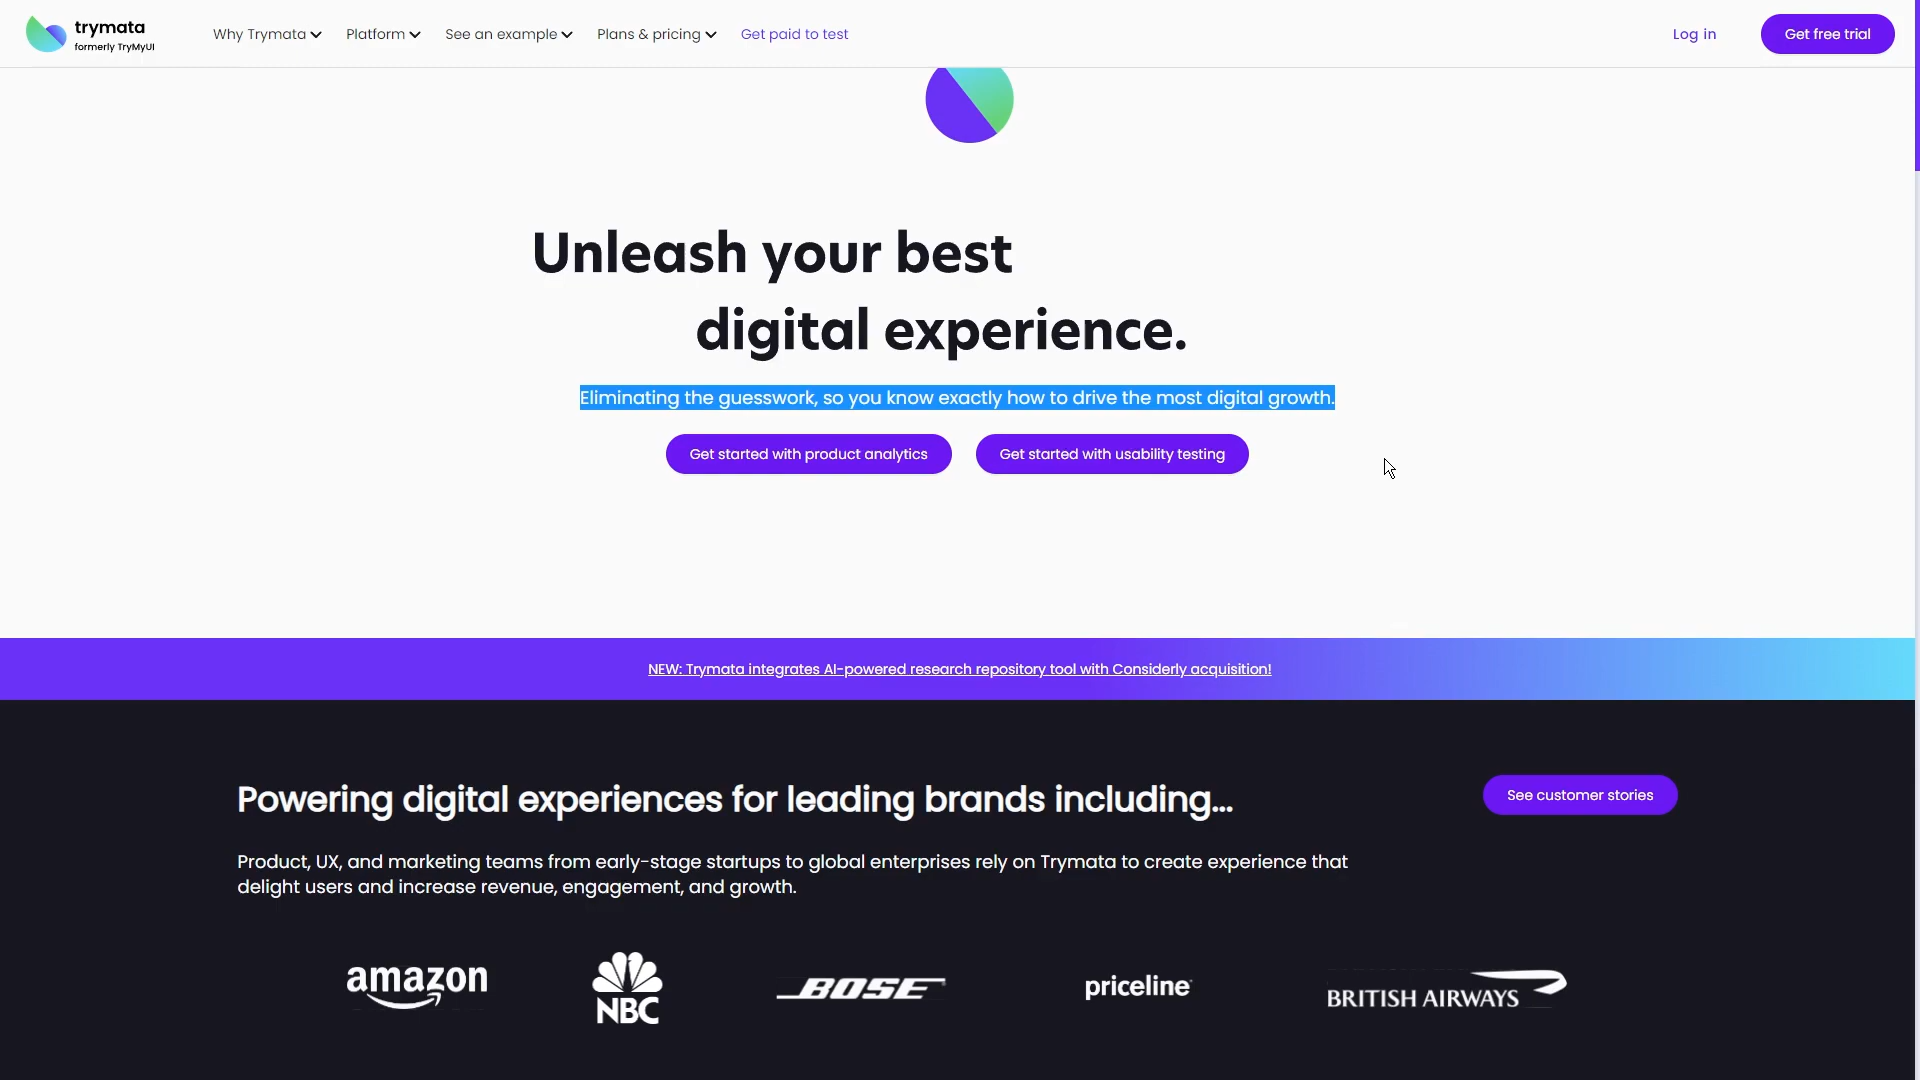 trymata
formerly TryMyUI
Why Trymata
Platform
See an example
Plans & pricing
Get paid to test
Log in
Get free trial
Unleash your best
digital experience.
Eliminating the guesswork, so you know exactly how to drive the most digital growth.
Get started with product analytics
Get started with usability testing
NEW: Trymata integrates AI-powered research repository tool with Considerly acquisition!
Powering digital experiences for leading brands including...
See customer stories
Product, UX, and marketing teams from early-stage startups to global enterprises rely on Trymata to create experience that
delight users and increase revenue, engagement, and growth.
amazon
NBC
BOSE
priceline
BRITISH AIRWAYS